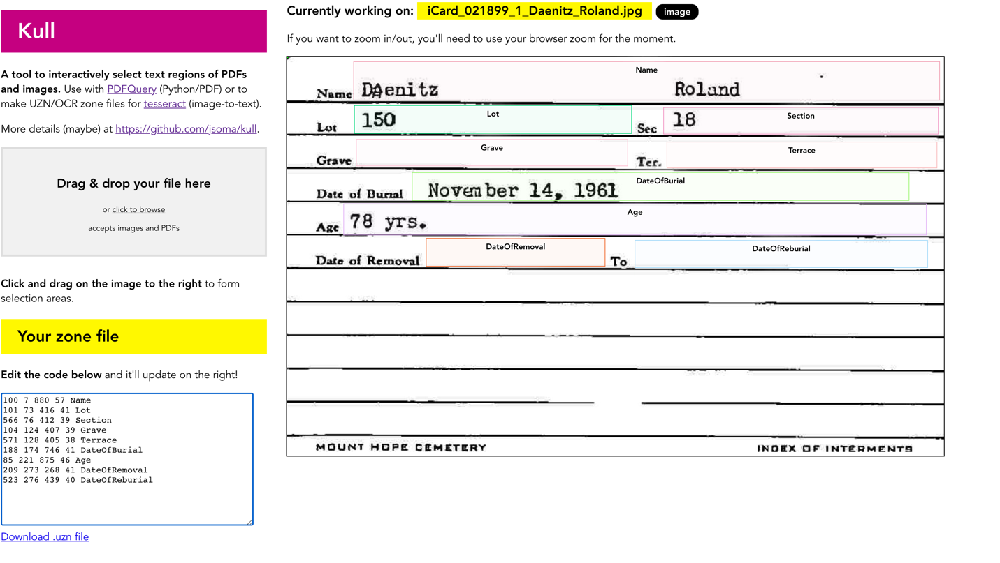 Kull
A tool to interactively select text regions of PDFs
and images. Use with PDFQuery (Python/PDF) or to
make UZN/OCR zone files for tesseract (image-to-text).
More details (maybe) at https://github.com/jsoma/kull.
Drag & drop your file here
or click to browse
accepts images and PDFs
Click and drag on the image to the right to form
selection areas.
Your zone file
Edit the code below and it'll update on the right!
100 7 880 57 Name
101 73 416 41 Lot
566 76 412 39 Section
104 124 407 39 Grave
571 128 405 38 Terrace
188 174 746 41 DateOfBurial
85 221 875 46 Age
209 273 268 41 DateOfRemoval
523 276 439 40 DateOfReburial
Download .uzn file
Currently working on: iCard_021899_1_Daenitz_Roland.jpg image
If you want to zoom in/out, you'll need to use your browser zoom for the moment.
Name
Name DAenitz Roland
Lot Section
Lot 150 Sec 18
Grave Terrace
Grave Ter.
DateOfBurial
Date of Burial November 14, 1961
Age
Age 78 yrs.
DateOfRemoval DateOfReburial
Date of Removal To
MOUNT HOPE CEMETERY INDEX OF INTERMENTS